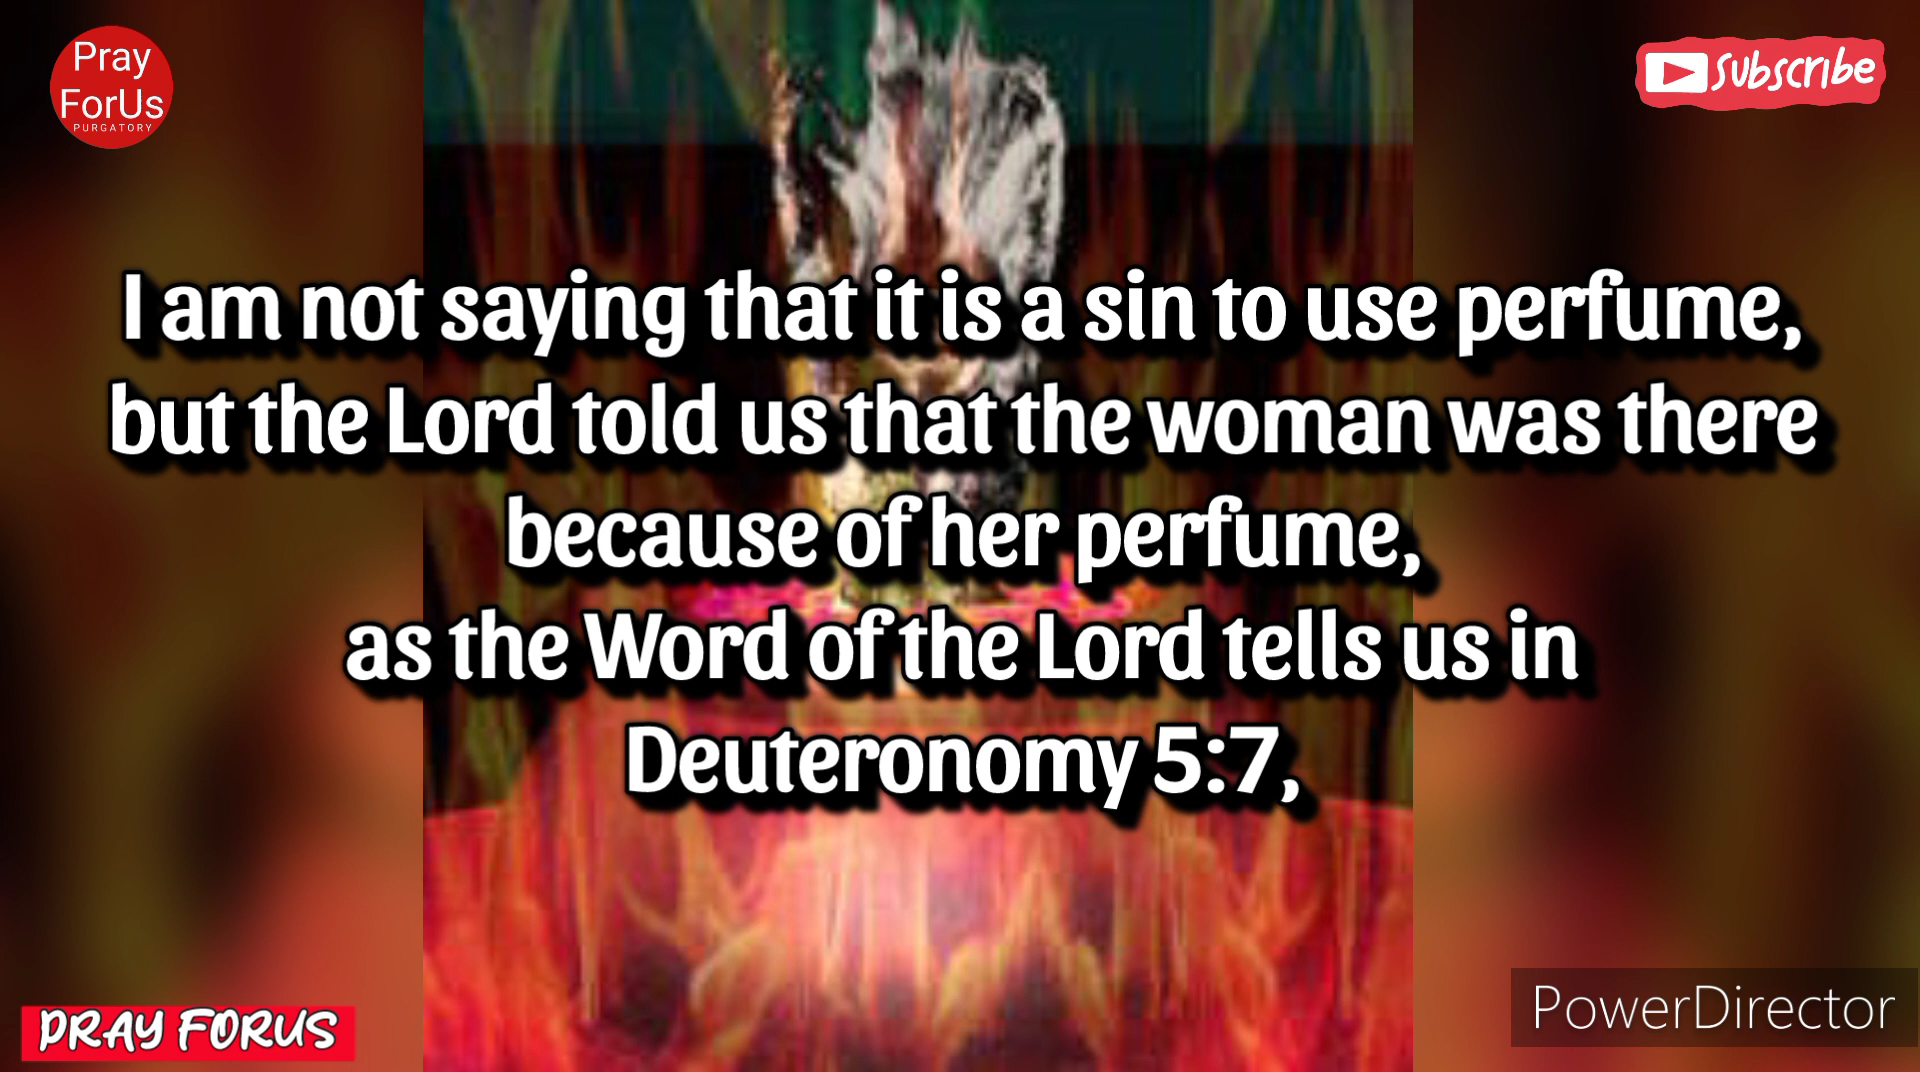 Pray
ForUs
PURGATORY
Subscribe
I am not saying that it is a sin to use perfume,
but the Lord told us that the woman was there
because of her perfume,
as the Word of the Lord tells us in
Deuteronomy 5:7,
PRAY FORUS
PowerDirector